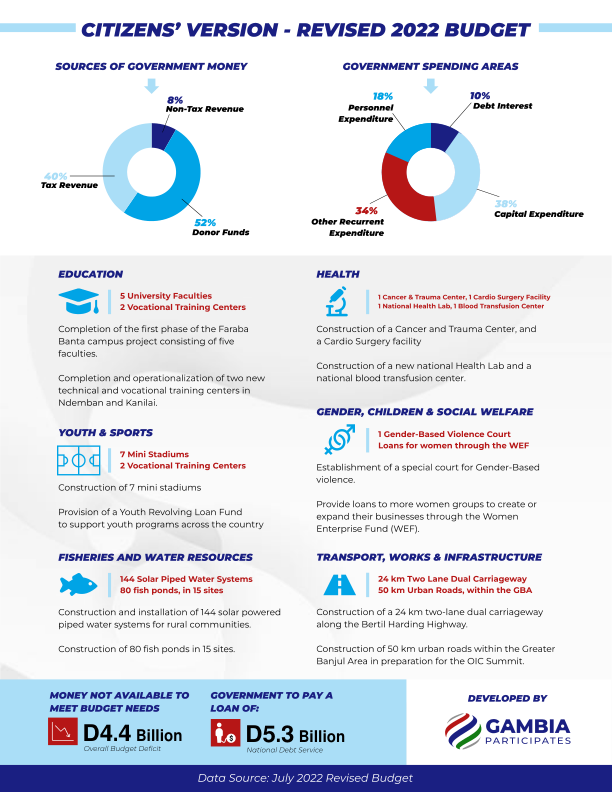 CITIZENS' VERSION - REVISED 2022 BUDGET
SOURCES OF GOVERNMENT MONEY
8%
Non-Tax Revenue
40%
Tax Revenue
52%
Donor Funds
GOVERNMENT SPENDING AREAS
18%
Personnel
Expenditure
10%
Debt Interest
34%
Other Recurrent
Expenditure
38%
Capital Expenditure
EDUCATION
5 University Faculties
2 Vocational Training Centers
Completion of the first phase of the Faraba
Banta campus project consisting of five
faculties.
Completion and operationalization of two new
technical and vocational training centers in
Ndemban and Kanilai.
YOUTH & SPORTS
7 Mini Stadiums
2 Vocational Training Centers
Construction of 7 mini stadiums
Provision of a Youth Revolving Loan Fund
to support youth programs across the country
FISHERIES AND WATER RESOURCES
144 Solar Piped Water Systems
80 fish ponds, in 15 sites
Construction and installation of 144 solar powered
piped water systems for rural communities.
Construction of 80 fish ponds in 15 sites.
HEALTH
1 Cancer & Trauma Center, 1 Cardio Surgery Facility
1 National Health Lab, 1 Blood Transfusion Center
Construction of a Cancer and Trauma Center, and
a Cardio Surgery facility
Construction of a new national Health Lab and a
national blood transfusion center.
GENDER, CHILDREN & SOCIAL WELFARE
1 Gender-Based Violence Court
Loans for women through the WEF
Establishment of a special court for Gender-Based
violence.
Provide loans to more women groups to create or
expand their businesses through the Women
Enterprise Fund (WEF).
TRANSPORT, WORKS & INFRASTRUCTURE
24 km Two Lane Dual Carriageway
50 km Urban Roads, within the GBA
Construction of a 24 km two-lane dual carriageway
along the Bertil Harding Highway.
Construction of 50 km urban roads within the Greater
Banjul Area in preparation for the OIC Summit.
MONEY NOT AVAILABLE TO
MEET BUDGET NEEDS
D4.4 Billion
Overall Budget Deficit
GOVERNMENT TO PAY A
LOAN OF:
D5.3 Billion
National Debt Service
DEVELOPED BY
GAMBIA
PARTICIPATES
Data Source: July 2022 Revised Budget